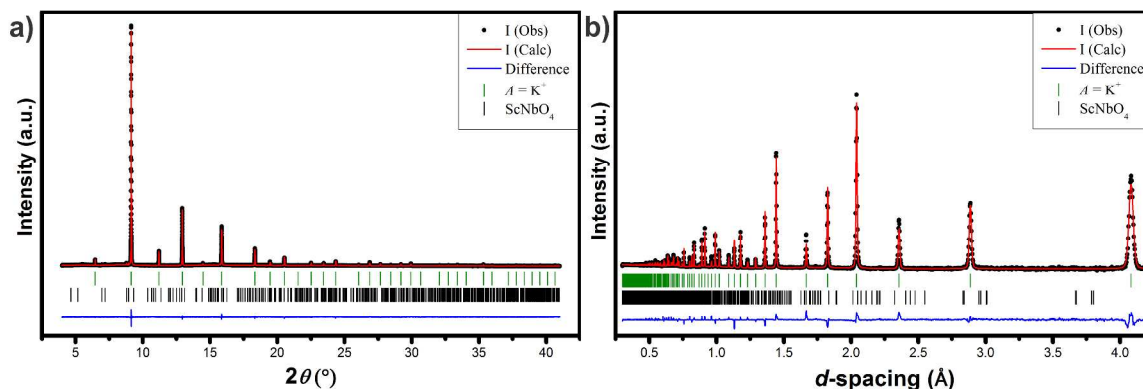 a)
I (Obs)
I (Calc)
Difference
A = K⁺
ScNbO₄
Intensity (a.u.)
5 10 15 20 25 30 35 40
2θ (°)
b)
I (Obs)
I (Calc)
Difference
A = K⁺
ScNbO₄
Intensity (a.u.)
0.5 1.0 1.5 2.0 2.5 3.0 3.5 4.0
d-spacing (Å)